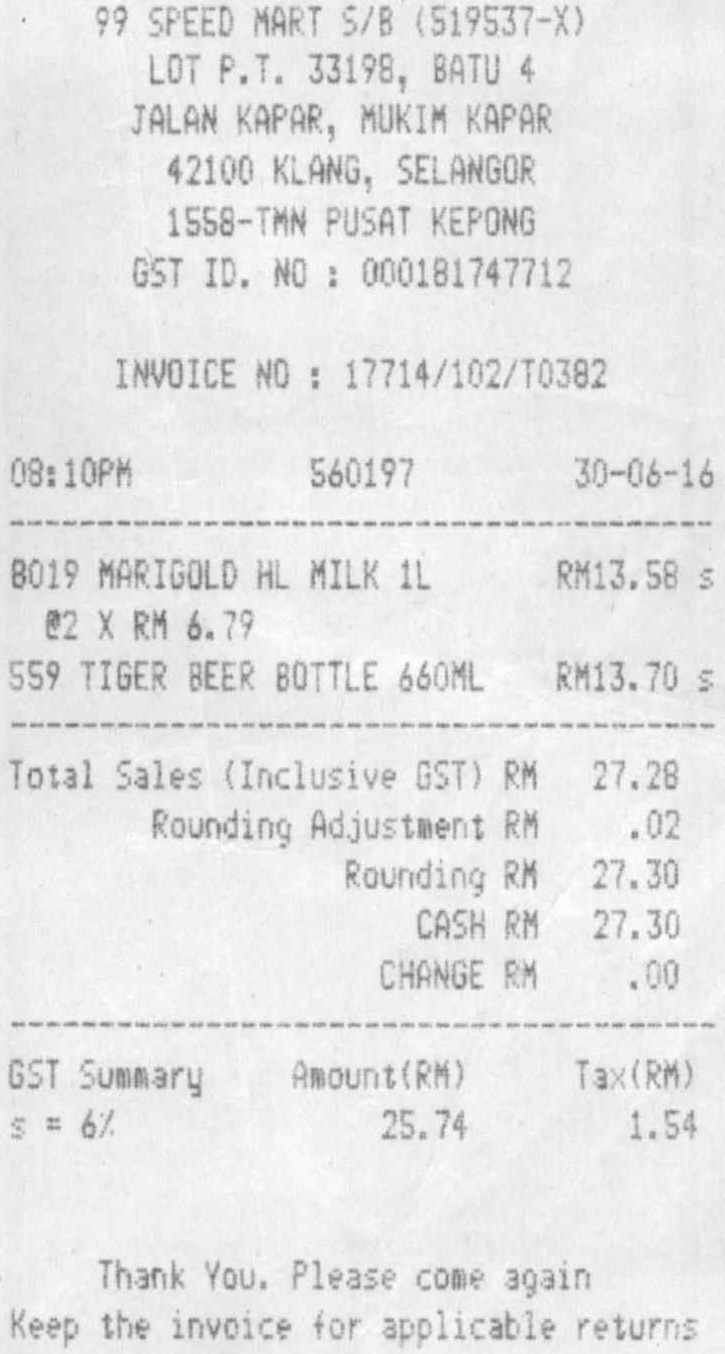 99 SPEED MART S/B (519537-X)
LOT P.T. 33198, BATU 4
JALAN KAPAR, MUKIM KAPAR
42100 KLANG, SELANGOR
1558-TMN PUSAT KEPONG
GST ID. NO : 000181747712
INVOICE NO : 17714/102/T0382
08:10PM 560197 30-06-16
8019 MARIGOLD HL MILK 1L RM13.58 s
@2 X RM 6.79
559 TIGER BEER BOTTLE 660ML RM13.70 s
Total Sales (Inclusive GST) RM 27.28
Rounding Adjustment RM .02
Rounding RM 27.30
CASH RM 27.30
CHANGE RM .00
GST Summary Amount(RM) Tax(RM)
s = 6% 25.74 1.54
Thank You. Please come again
Keep the invoice for applicable returns